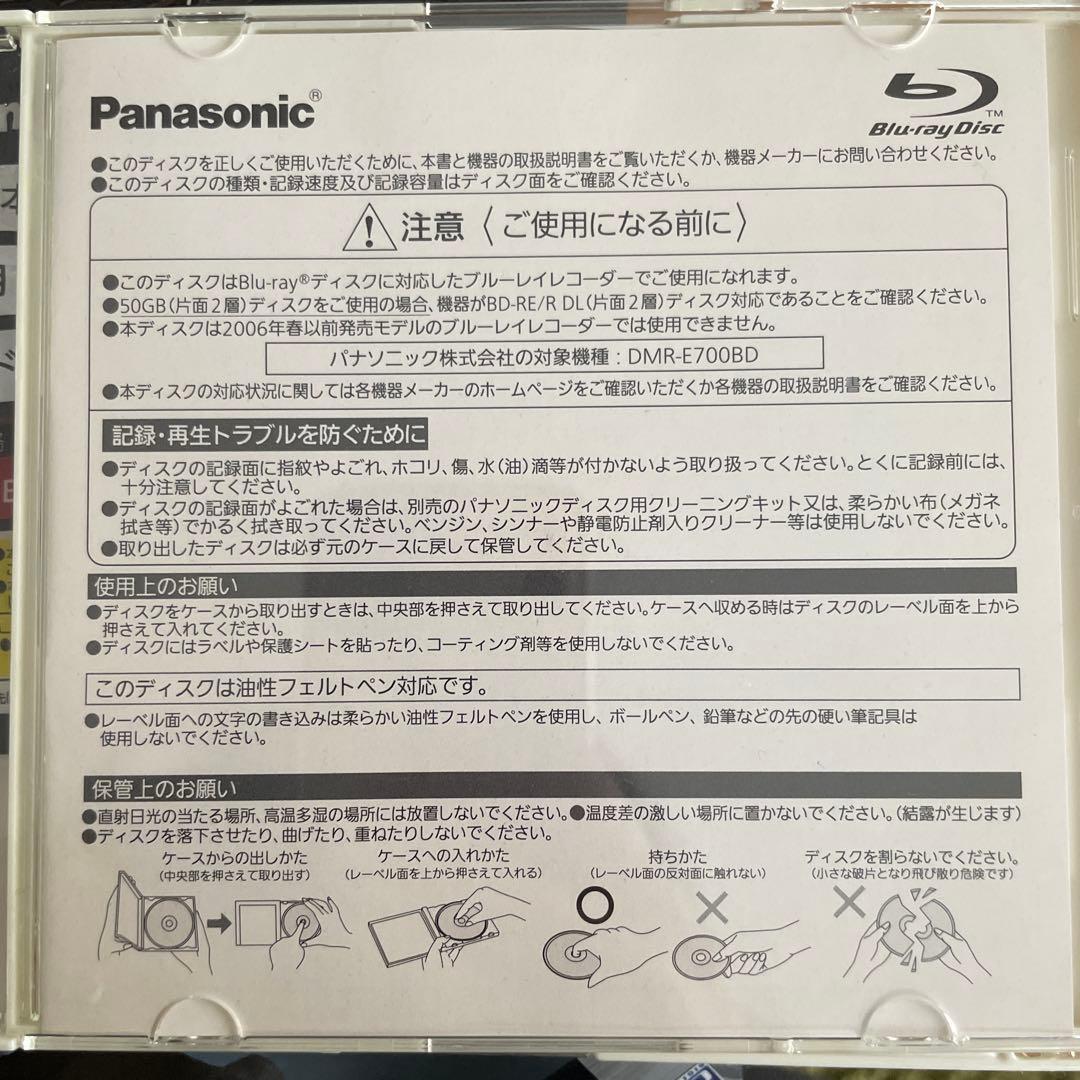 Panasonic®
Blu-ray Disc™
●このディスクを正しくご使用いただくために、本書と機器の取扱説明書をご覧いただくか、機器メーカーにお問い合わせください。
●このディスクの種類・記録速度及び記録容量はディスク面をご確認ください。
注意〈ご使用になる前に〉
●このディスクはBlu-ray®ディスクに対応したブルーレイレコーダーでご使用になれます。
●50GB(片面2層)ディスクをご使用の場合、機器がBD-RE/R DL(片面2層)ディスク対応であることをご確認ください。
●本ディスクは2006年春以前発売モデルのブルーレイレコーダーでは使用できません。
パナソニック株式会社の対象機種:DMR-E700BD
●本ディスクの対応状況に関しては各機器メーカーのホームページをご確認いただくか各機器の取扱説明書をご確認ください。
記録・再生トラブルを防ぐために
●ディスクの記録面に指紋やよごれ、ホコリ、傷、水(油)滴等が付かないよう取り扱ってください。とくに記録前には、
十分注意してください。
●ディスクの記録面がよごれた場合は、別売のパナソニックディスク用クリーニングキット又は、柔らかい布(メガネ
拭き等)でかるく拭き取ってください。ベンジン、シンナーや静電防止剤入りクリーナー等は使用しないでください。
●取り出したディスクは必ず元のケースに戻して保管してください。
使用上のお願い
●ディスクをケースから取り出すときは、中央部を押さえて取り出してください。ケースへ収める時はディスクのレーベル面を上から
押さえて入れてください。
●ディスクにはラベルや保護シートを貼ったり、コーティング剤等を使用しないでください。
このディスクは油性フェルトペン対応です。
●レーベル面への文字の書き込みは柔らかい油性フェルトペンを使用し、ボールペン、鉛筆などの先の硬い筆記具は
使用しないでください。
保管上のお願い
●直射日光の当たる場所、高温多湿の場所には放置しないでください。●温度差の激しい場所に置かないでください。(結露が生じます)
●ディスクを落下させたり、曲げたり、重ねたりしないでください。
ケースからの出しかた
(中央部を押さえて取り出す)
ケースへの入れかた
(レーベル面を上から押さえて入れる)
持ちかた
(レーベル面の反対面に触れない)
ディスクを割らないでください。
(小さな破片となり飛び散り危険です)